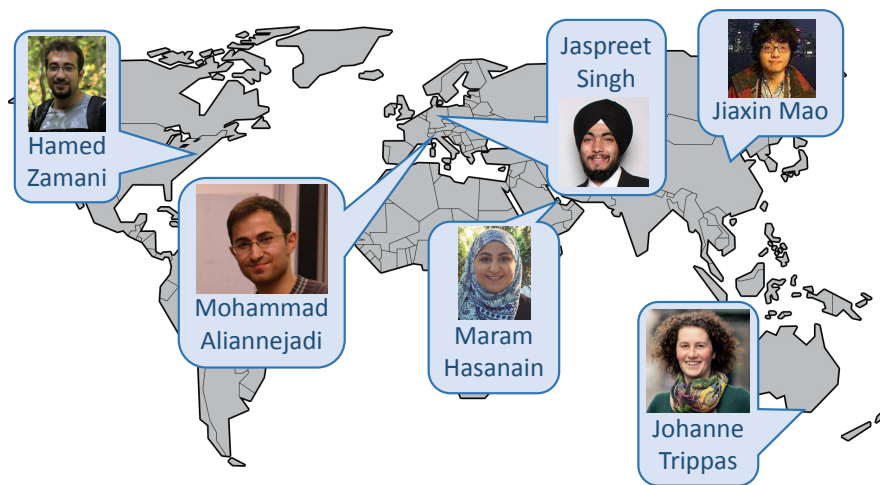 Hamed
Zamani
Mohammad
Aliannejadi
Jaspreet
Singh
Maram
Hasanain
Jiaxin Mao
Johanne
Trippas